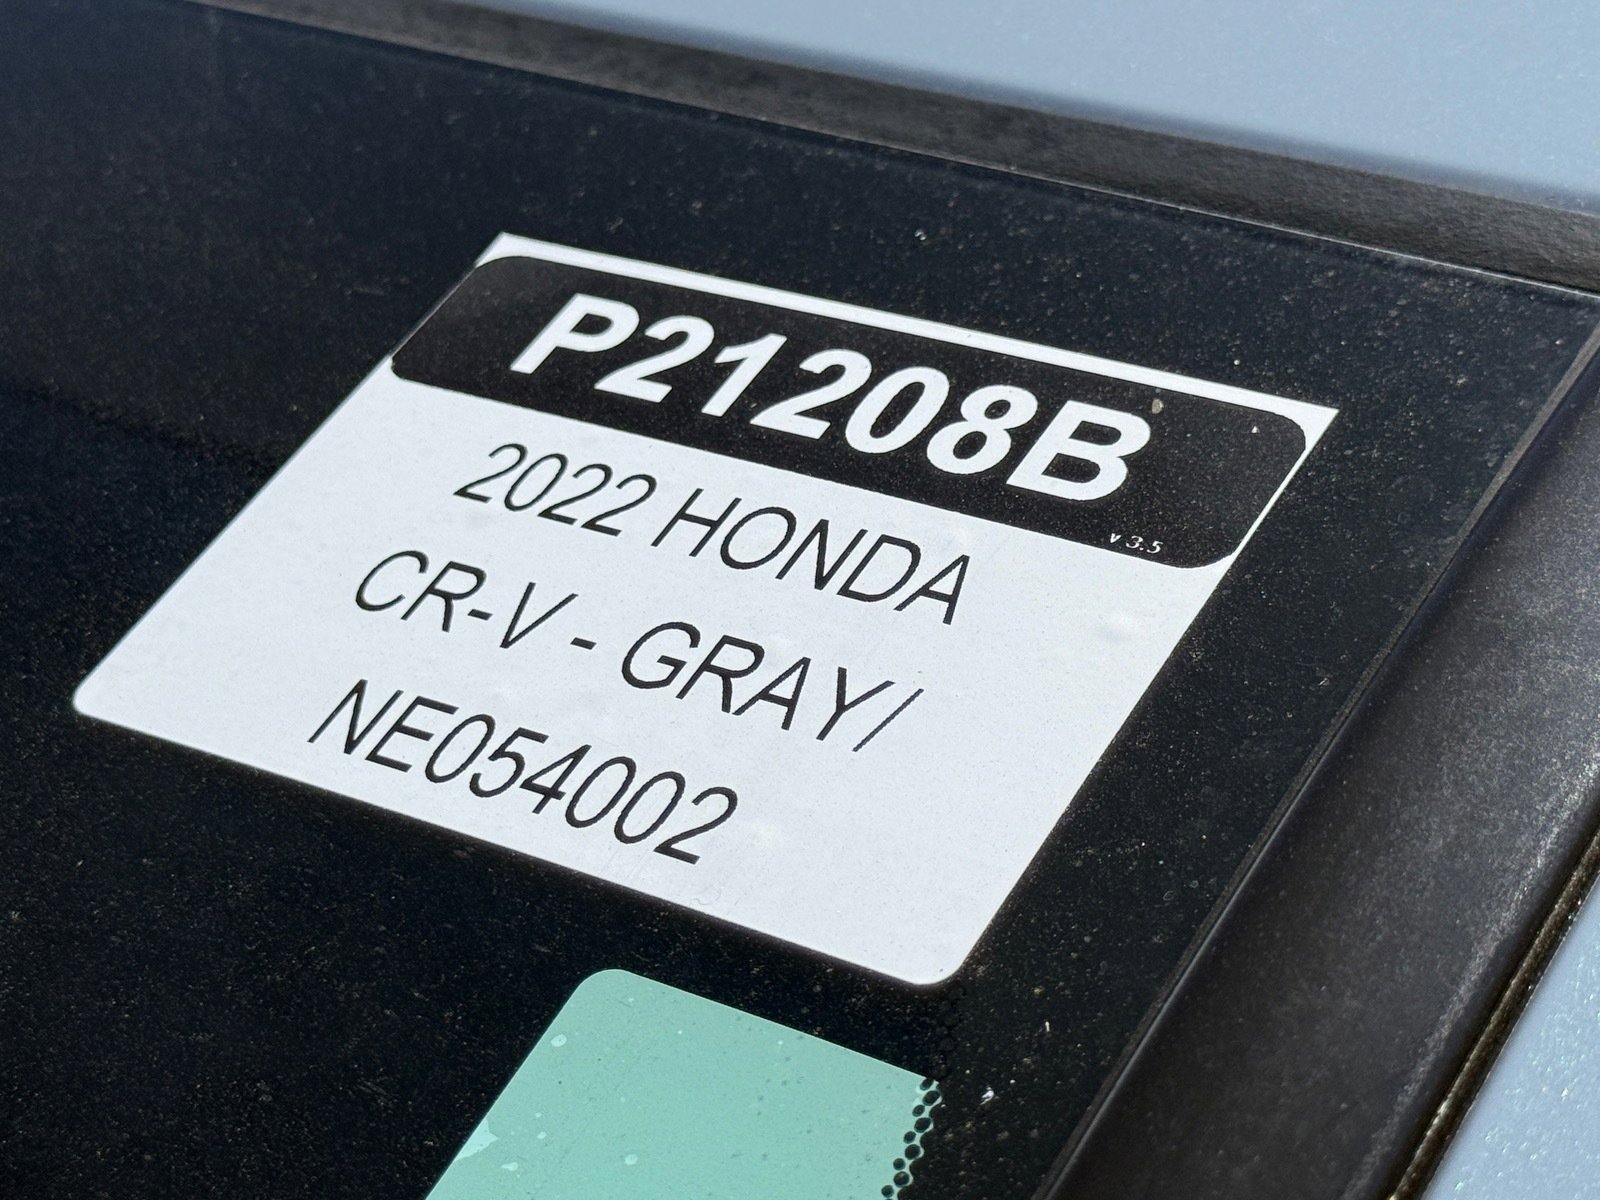 P21208B
v 3.5
2022 HONDA
CR-V - GRAY/
NE054002